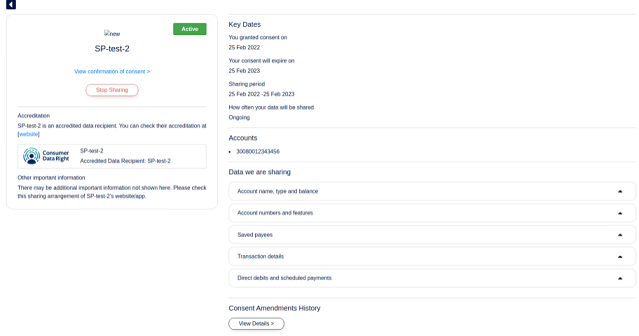 new
Active
SP-test-2
View confirmation of consent >
Stop Sharing
Accreditation
SP-test-2 is an accredited data recipient. You can check their accreditation at
[website]
Consumer
Data Right
SP-test-2
Accredited Data Recipient: SP-test-2
Other important information
There may be additional important information not shown here. Please check
this sharing arrangement of SP-test-2's website/app.
Key Dates
You granted consent on
25 Feb 2022
Your consent will expire on
25 Feb 2023
Sharing period
25 Feb 2022 -25 Feb 2023
How often your data will be shared
Ongoing
Accounts
• 30080012343456
Data we are sharing
Account name, type and balance
Account numbers and features
Saved payees
Transaction details
Direct debits and scheduled payments
Consent Amendments History
View Details >